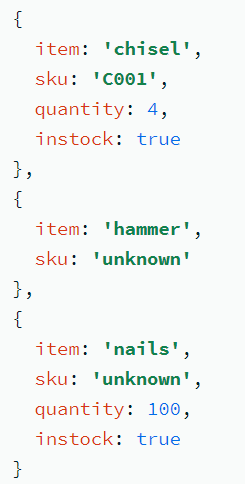 {
  item: 'chisel',
  sku: 'C001',
  quantity: 4,
  instock: true
},
{
  item: 'hammer',
  sku: 'unknown'
},
{
  item: 'nails',
  sku: 'unknown',
  quantity: 100,
  instock: true
}